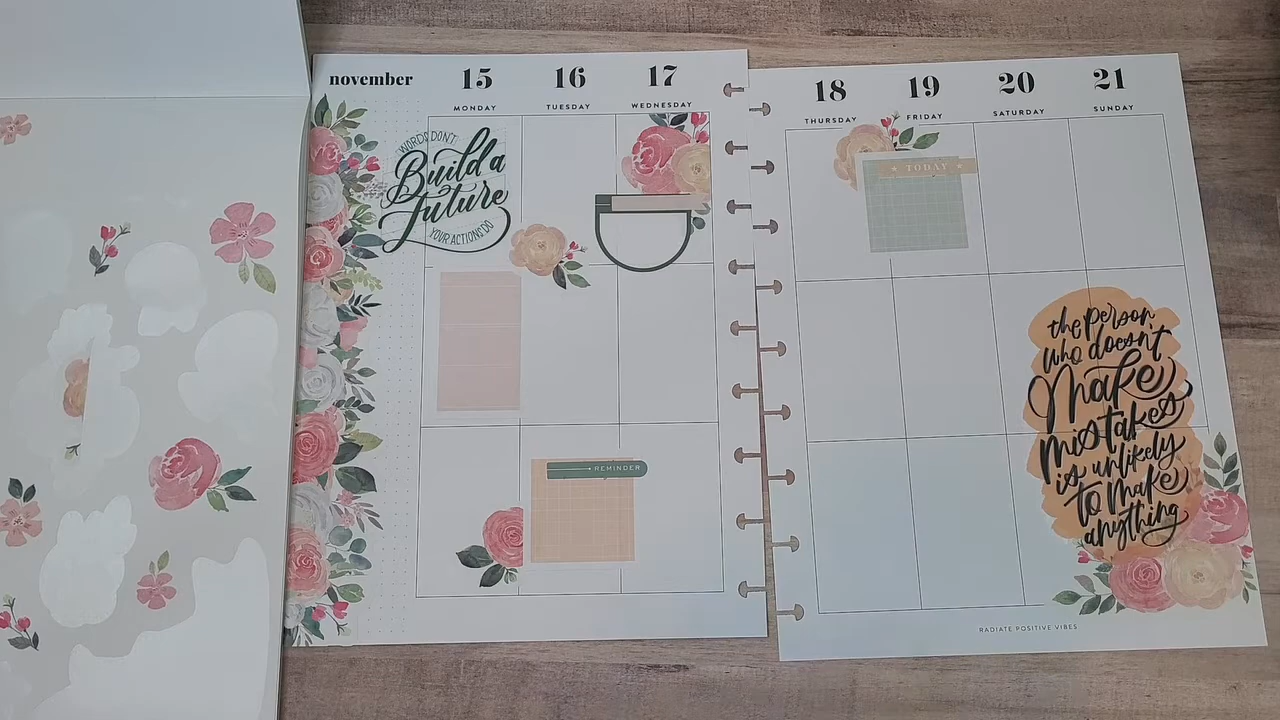 november
15 16 17
MONDAY TUESDAY WEDNESDAY
WORDS DON'T
Build a
Future
YOUR ACTIONS DO
REMINDER
18 19 20 21
THURSDAY FRIDAY SATURDAY SUNDAY
TODAY
the person
who doesn't
Make
mistakes
is unlikely
to make
anything
RADIATE POSITIVE VIBES